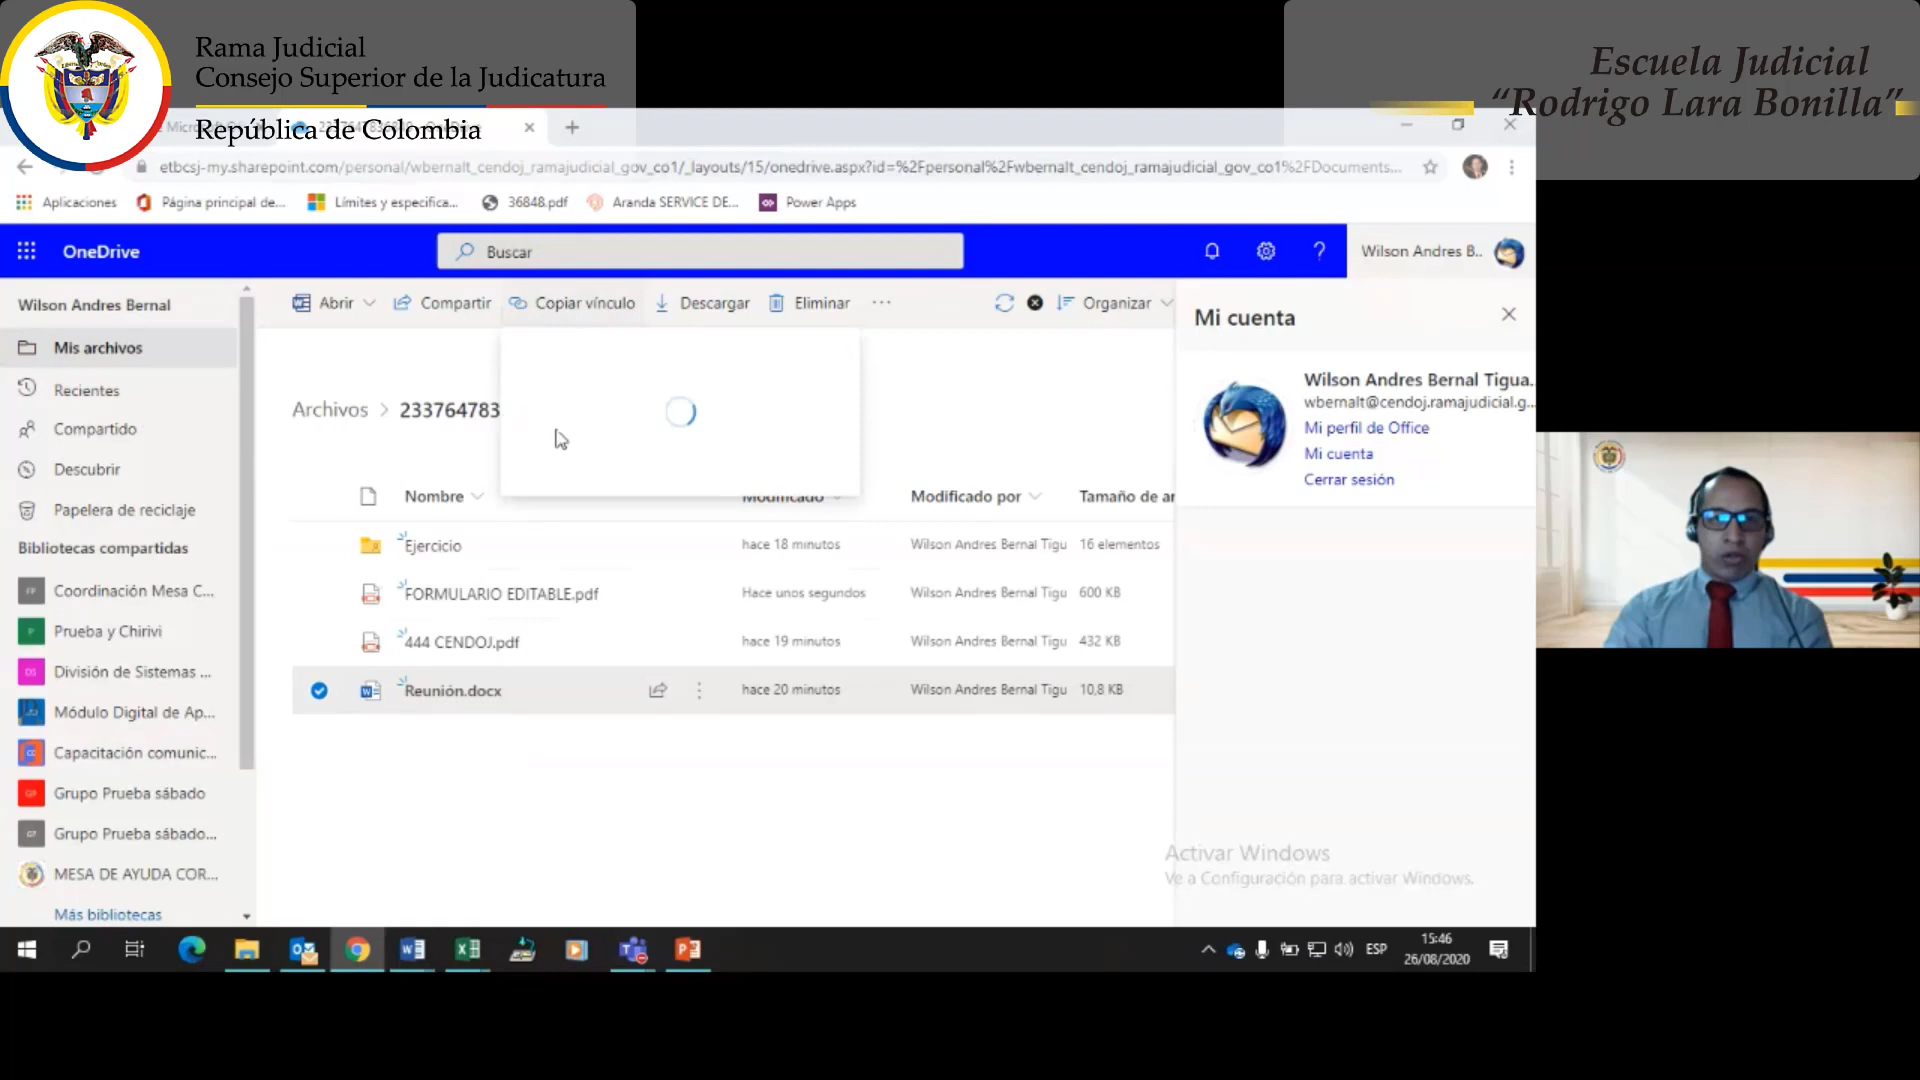 Rama Judicial
Consejo Superior de la Judicatura
República de Colombia
Escuela Judicial
“Rodrigo Lara Bonilla”
etbcsj-my.sharepoint.com/personal/wbernalt_cendoj_ramajudicial_gov_co1/_layouts/15/onedrive.aspx?id=%2Fpersonal%2Fwbernalt_cendoj_ramajudicial_gov_co1%2FDocuments...
Aplicaciones
Página principal de...
Límites y especifica...
36848.pdf
Aranda SERVICE DE...
Power Apps
OneDrive
Buscar
?
Wilson Andres B..
Wilson Andres Bernal
Mis archivos
Recientes
Compartido
Descubrir
Papelera de reciclaje
Bibliotecas compartidas
Coordinación Mesa C...
Prueba y Chirivi
División de Sistemas ...
Módulo Digital de Ap...
Capacitación comunic...
Grupo Prueba sábado
Grupo Prueba sábado...
MESA DE AYUDA COR...
Más bibliotecas
Abrir
Compartir
Copiar vínculo
Descargar
Eliminar
...
Organizar
Archivos > 233764783
Nombre
Modificado
Modificado por
Tamaño de ar
Ejercicio
hace 18 minutos
Wilson Andres Bernal Tigu
16 elementos
FORMULARIO EDITABLE.pdf
Hace unos segundos
Wilson Andres Bernal Tigu
600 KB
444 CENDOJ.pdf
hace 19 minutos
Wilson Andres Bernal Tigu
432 KB
Reunión.docx
hace 20 minutos
Wilson Andres Bernal Tigu
10,8 KB
Mi cuenta
Wilson Andres Bernal Tigua...
wbernalt@cendoj.ramajudicial.g...
Mi perfil de Office
Mi cuenta
Cerrar sesión
Activar Windows
Ve a Configuración para activar Windows.
ESP
15:46
26/08/2020